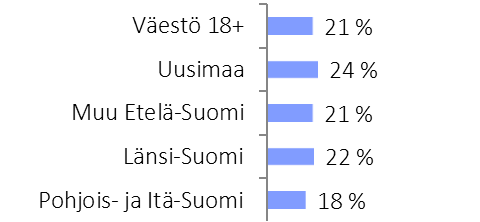 Väestö 18+ 21 %
Uusimaa 24 %
Muu Etelä-Suomi 21 %
Länsi-Suomi 22 %
Pohjois- ja Itä-Suomi 18 %